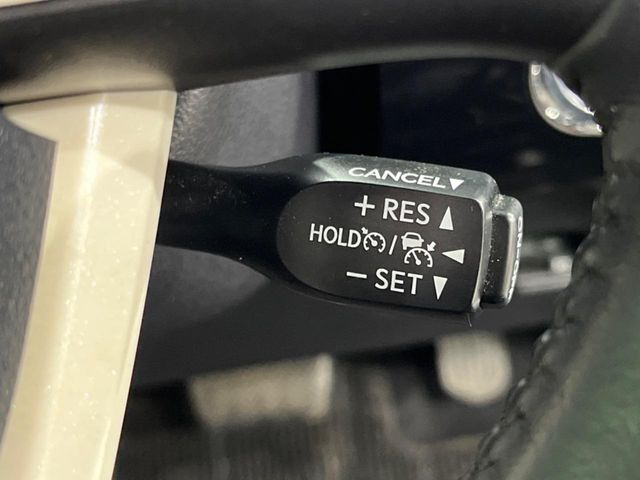 CANCEL▼
+ RES ▲
HOLD / ◄
− SET ▼